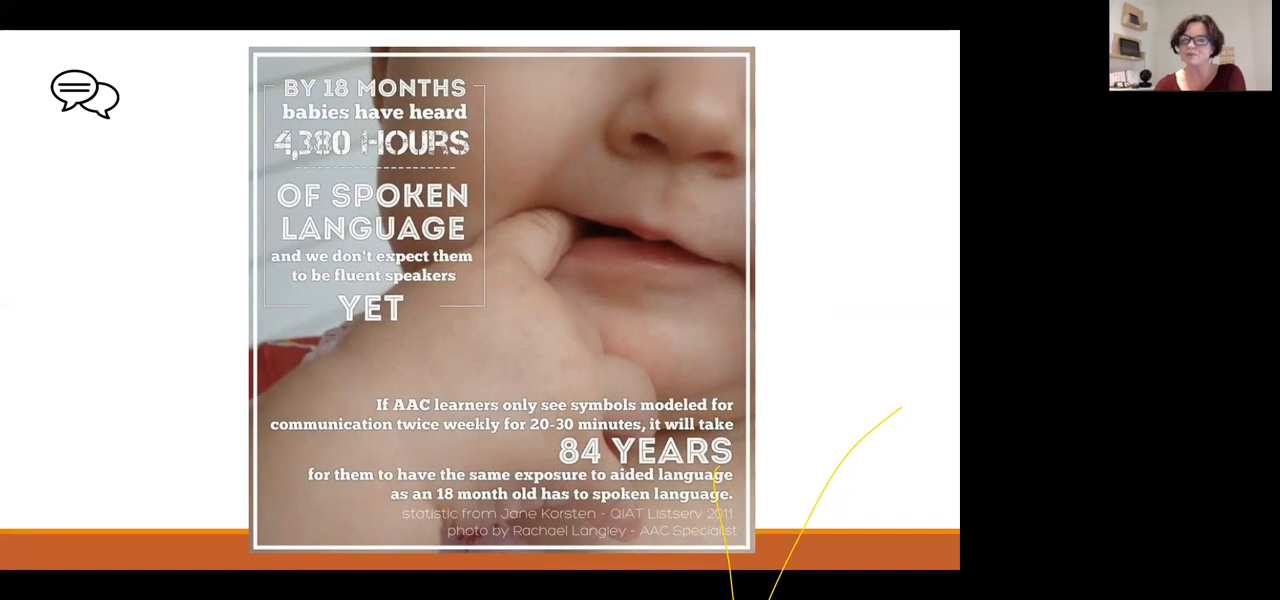 BY 18 MONTHS
babies have heard
4,380 HOURS
OF SPOKEN
LANGUAGE
and we don't expect them
to be fluent speakers
YET
If AAC learners only see symbols modeled for
communication twice weekly for 20-30 minutes, it will take
84 YEARS
for them to have the same exposure to aided language
as an 18 month old has to spoken language.
statistic from Jane Korsten - QIAT Listserv 2011
photo by Rachael Langley - AAC Specialist